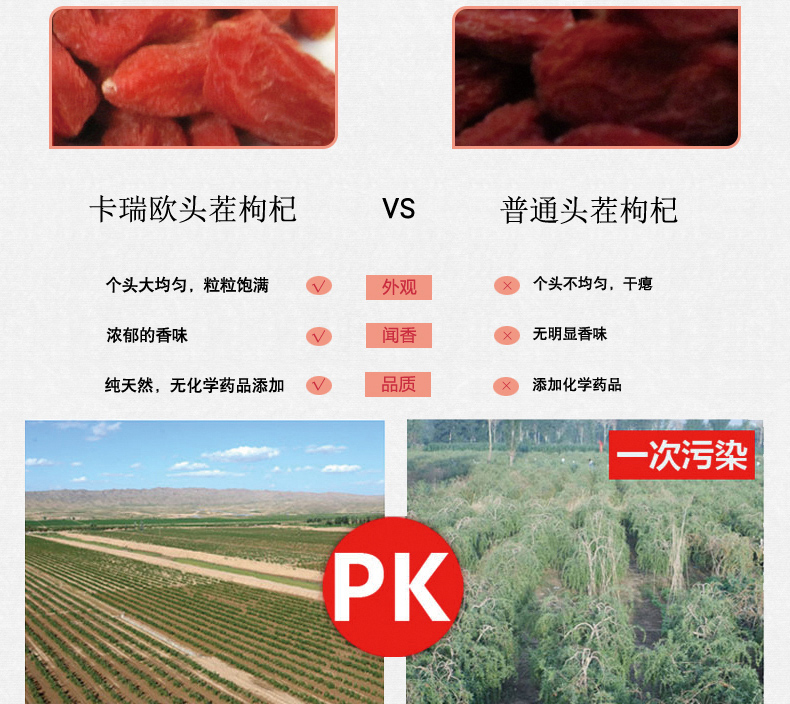 卡瑞欧头茬枸杞 VS 普通头茬枸杞
个头大均匀，粒粒饱满 √ 外观 × 个头不均匀，干瘪
浓郁的香味 √ 闻香 × 无明显香味
纯天然，无化学药品添加 √ 品质 × 添加化学药品
一次污染
PK